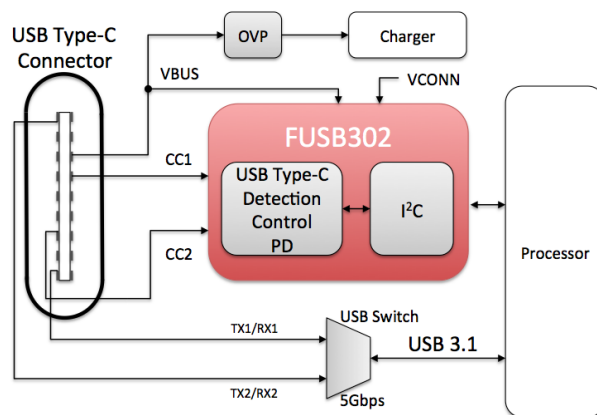 USB Type-C
Connector
OVP
Charger
VBUS
VCONN
FUSB302
CC1
USB Type-C
Detection
Control
PD
I²C
Processor
CC2
USB Switch
TX1/RX1
USB 3.1
TX2/RX2
5Gbps